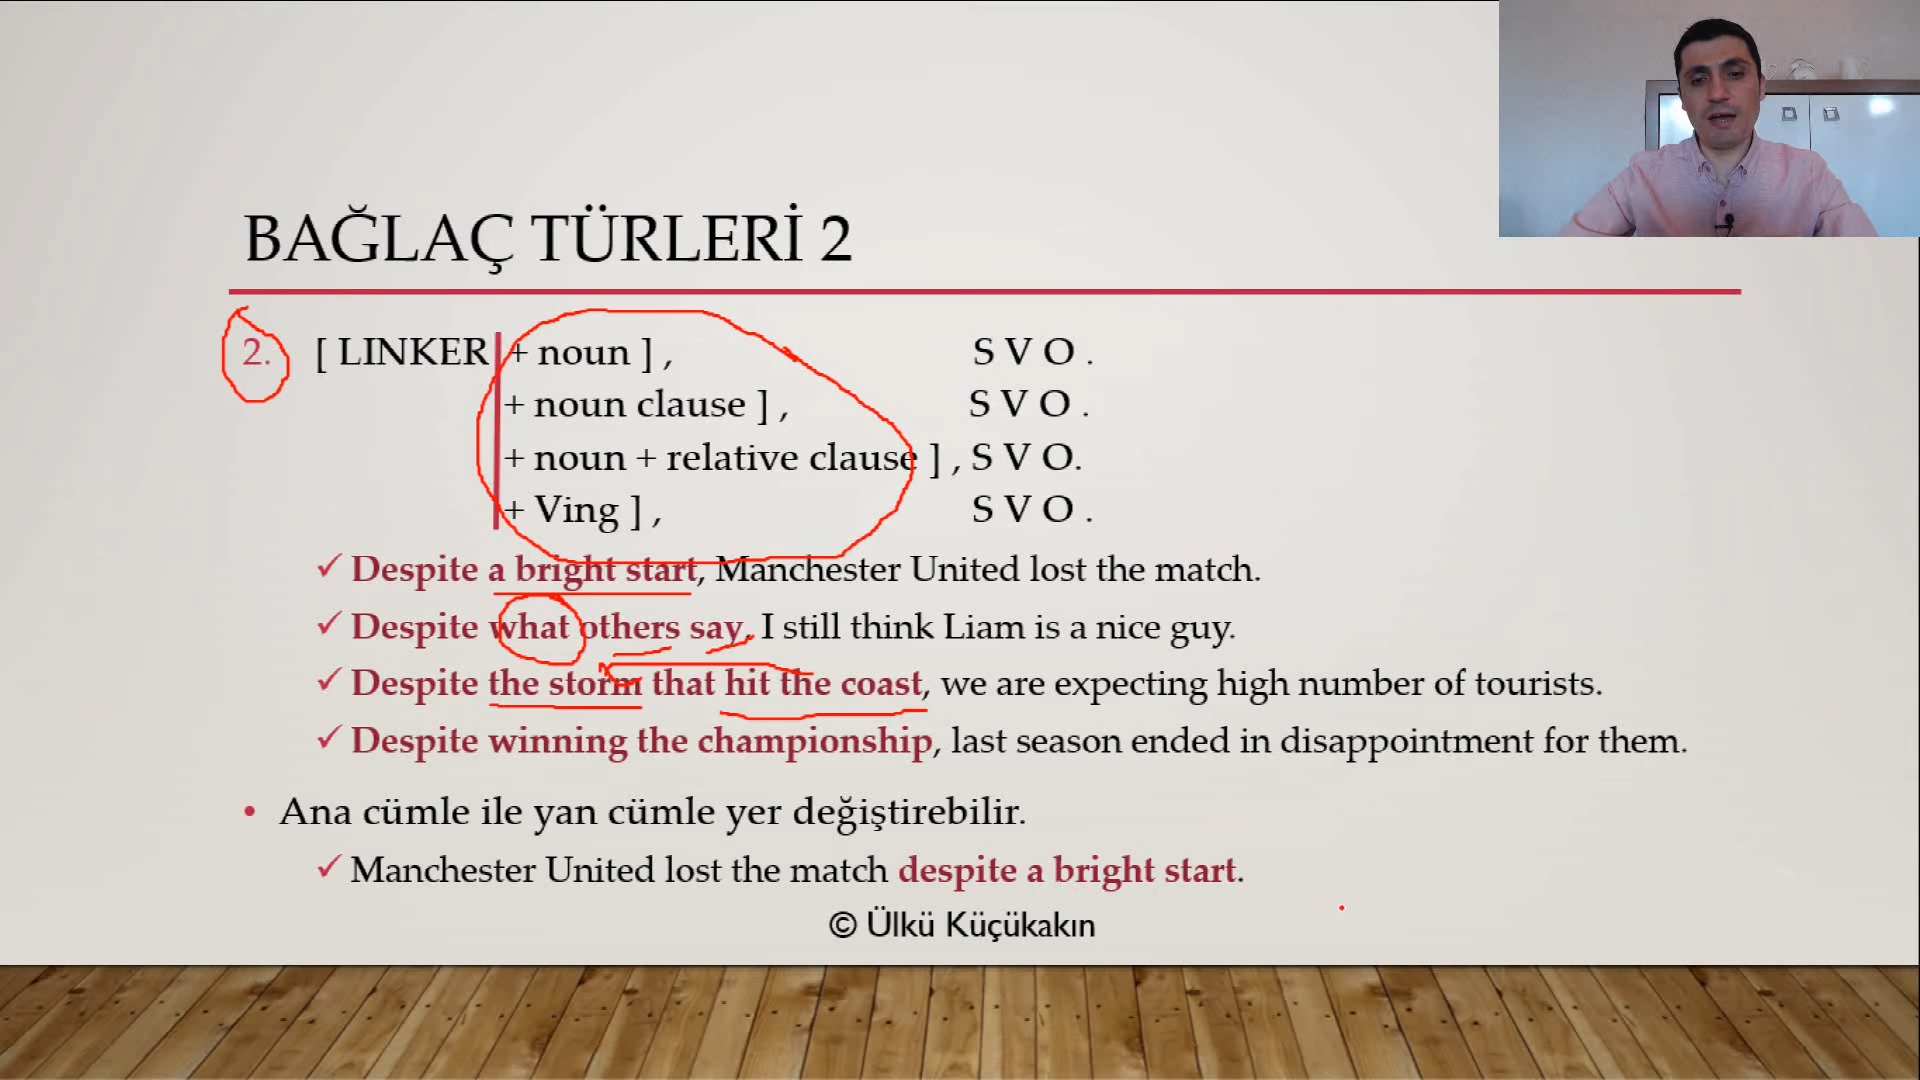 BAĞLAÇ TÜRLERİ 2
2. [ LINKER + noun ] , S V O .
+ noun clause ] , S V O .
+ noun + relative clause ] , S V O.
+ Ving ] , S V O .
✓ Despite a bright start, Manchester United lost the match.
✓ Despite what others say, I still think Liam is a nice guy.
✓ Despite the storm that hit the coast, we are expecting high number of tourists.
✓ Despite winning the championship, last season ended in disappointment for them.
• Ana cümle ile yan cümle yer değiştirebilir.
✓ Manchester United lost the match despite a bright start.
© Ülkü Küçükakın